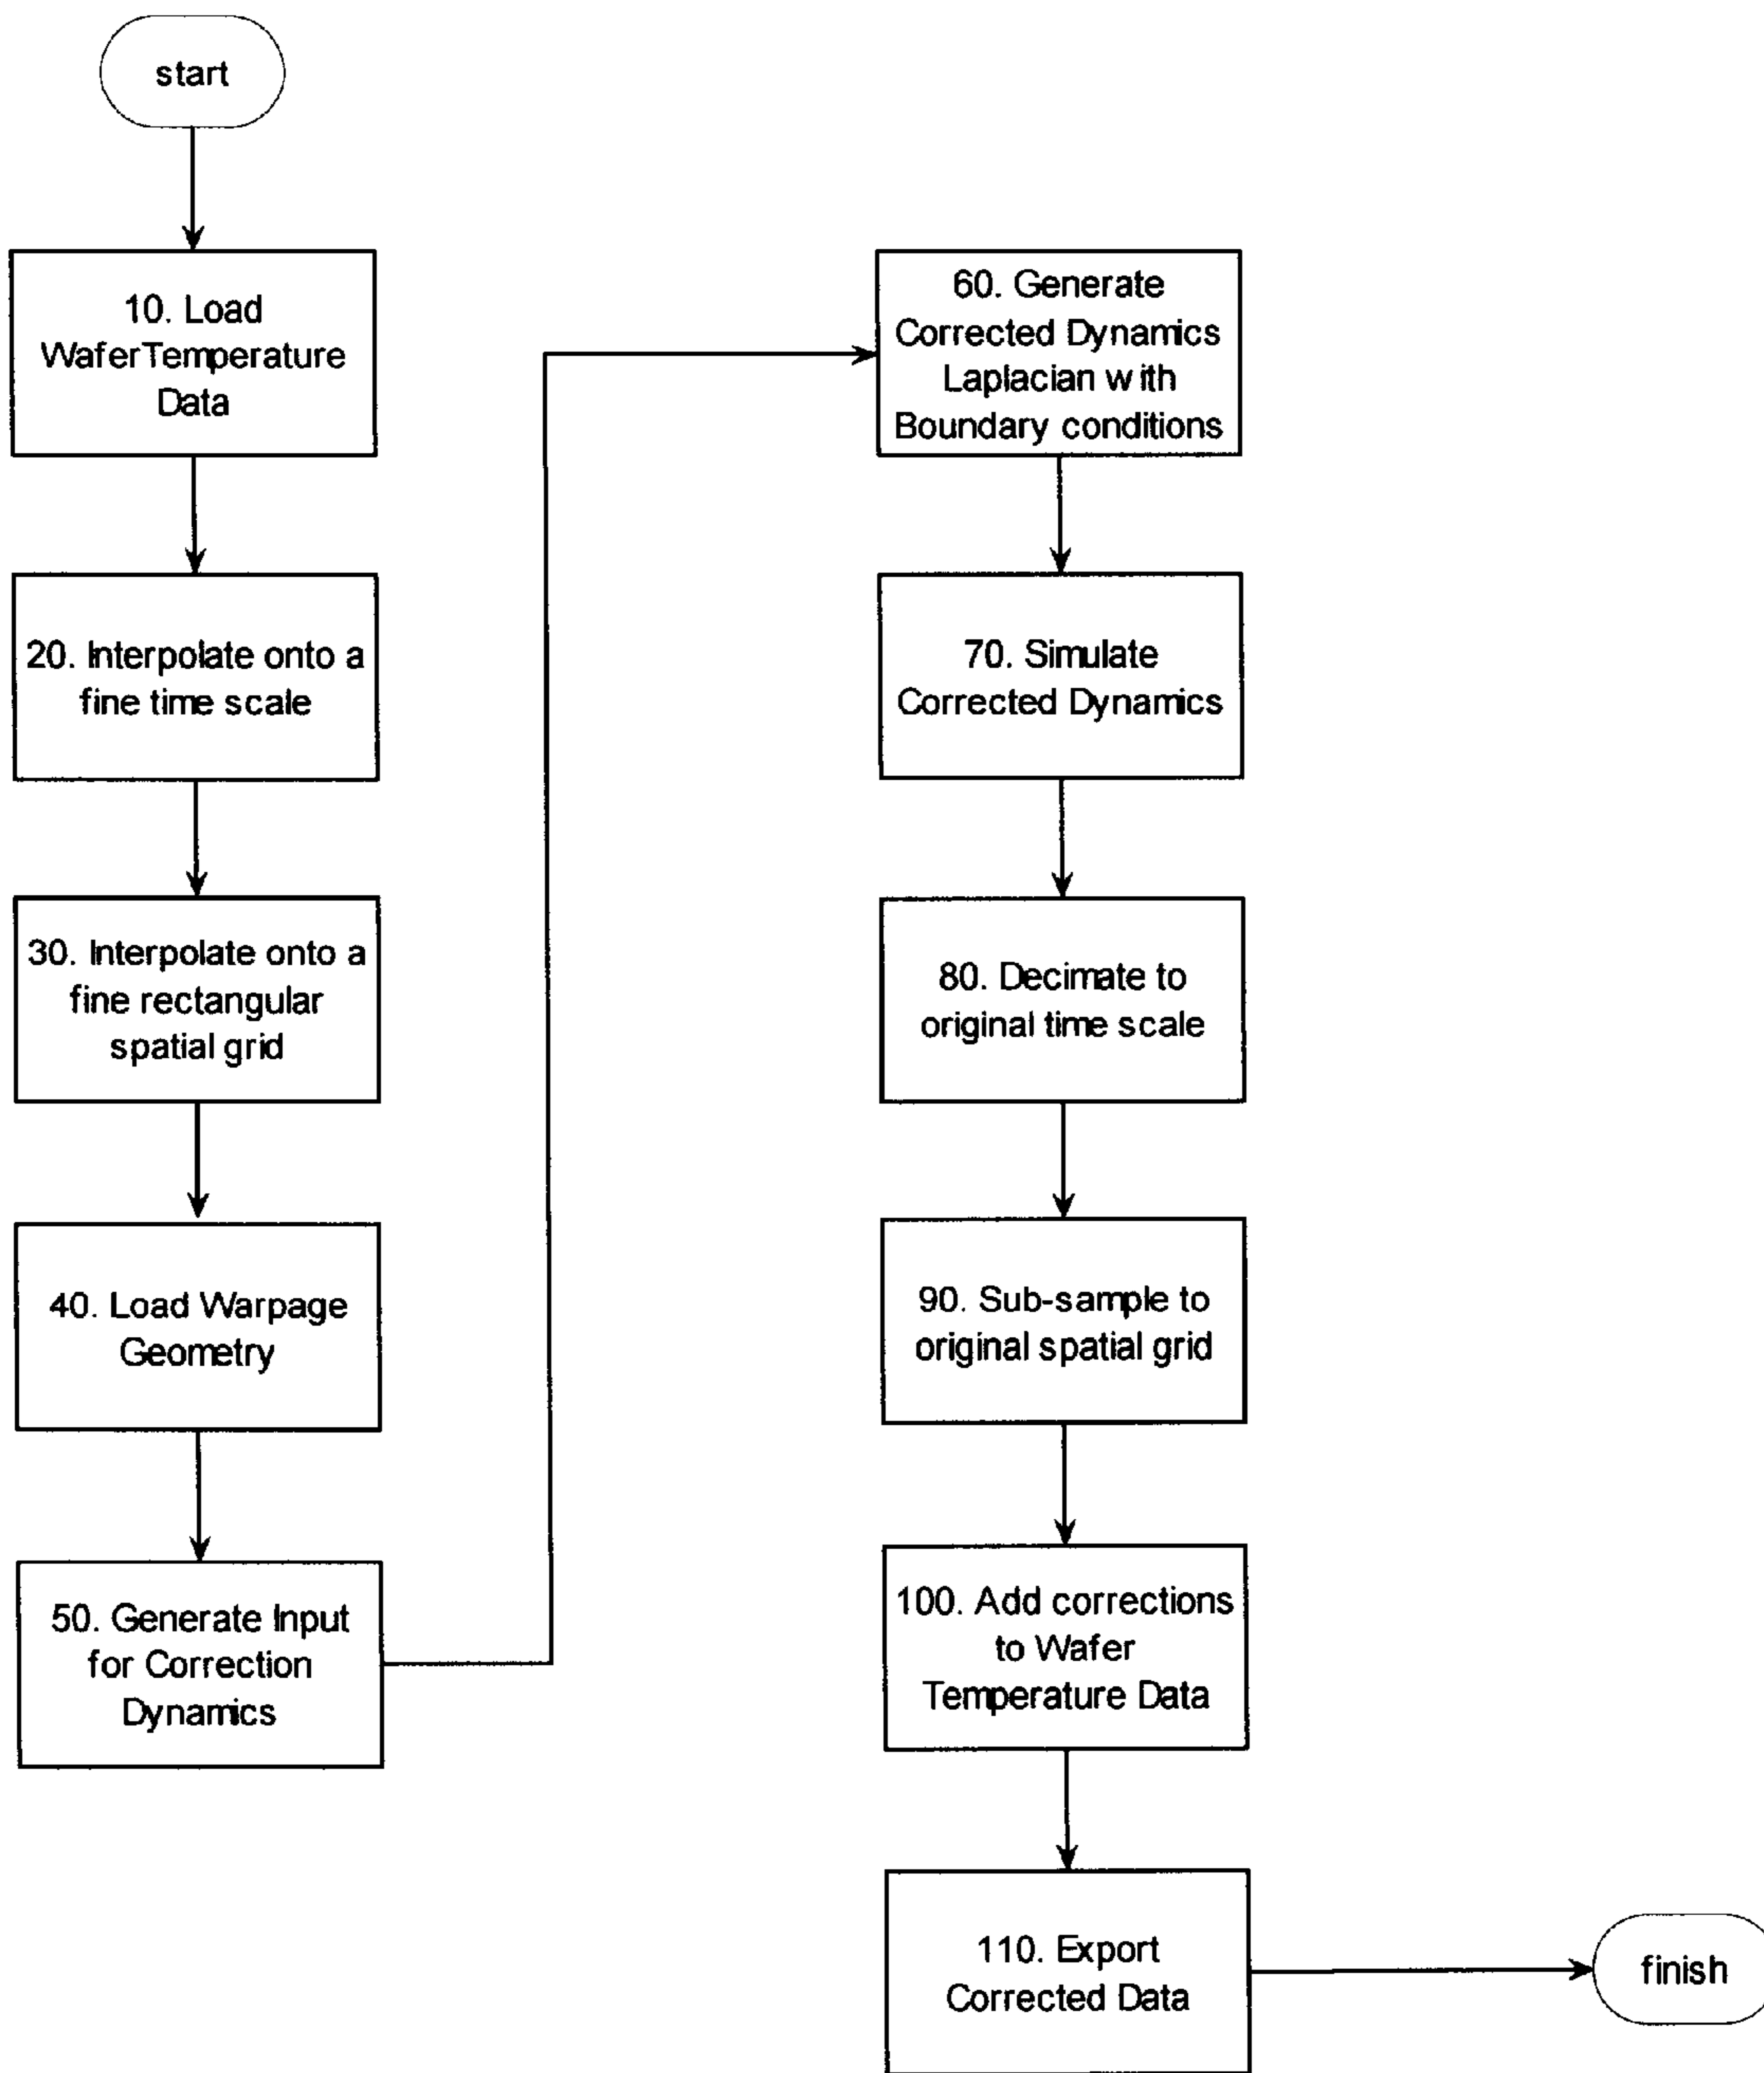 start
10. Load
WaferTemperature
Data
20. Interpolate onto a
fine time scale
30. Interpolate onto a
fine rectangular
spatial grid
40. Load Warpage
Geometry
50. Generate Input
for Correction
Dynamics
60. Generate
Corrected Dynamics
Laplacian with
Boundary conditions
70. Simulate
Corrected Dynamics
80. Decimate to
original time scale
90. Sub-sample to
original spatial grid
100. Add corrections
to Wafer
Temperature Data
110. Export
Corrected Data
finish